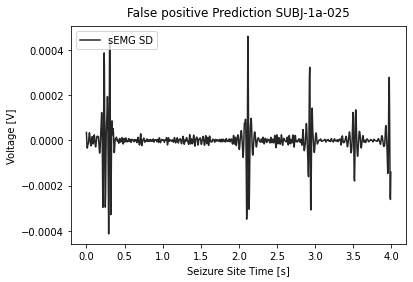 False positive Prediction SUBJ-1a-025
sEMG SD
Voltage [V]
0.0004
0.0002
0.0000
−0.0002
−0.0004
0.0 0.5 1.0 1.5 2.0 2.5 3.0 3.5 4.0
Seizure Site Time [s]